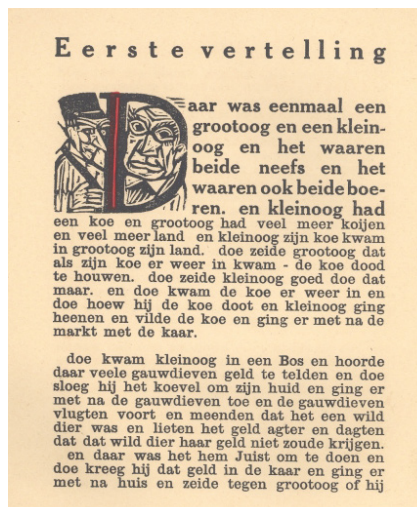 Eerste vertelling
Daar was eenmaal een
grootoog en een klein-
oog en het waaren
beide neefs en het
waaren ook beide boe-
ren. en kleinoog had
een koe en grootoog had veel meer koijen
en veel meer land en kleinoog zijn koe kwam
in grootoog zijn land. doe zeide grootoog dat
als zijn koe er weer in kwam - de koe dood
te houwen. doe zeide kleinoog goed doe dat
maar. en doe kwam de koe er weer in en
doe hoew hij de koe doot en kleinoog ging
heenen en vilde de koe en ging er met na de
markt met de kaar.
doe kwam kleinoog in een Bos en hoorde
daar veele gauwdieven geld te telden en doe
sloeg hij het koevel om zijn huid en ging er
met na de gauwdieven toe en de gauwdieven
vlugten voort en meenden dat het een wild
dier was en lieten het geld agter en dagten
dat dat wild dier haar geld niet zoude krijgen.
en daar was het hem Juist om te doen en
doe kreeg hij dat geld in de kaar en ging er
met na huis en zeide tegen grootoog of hij